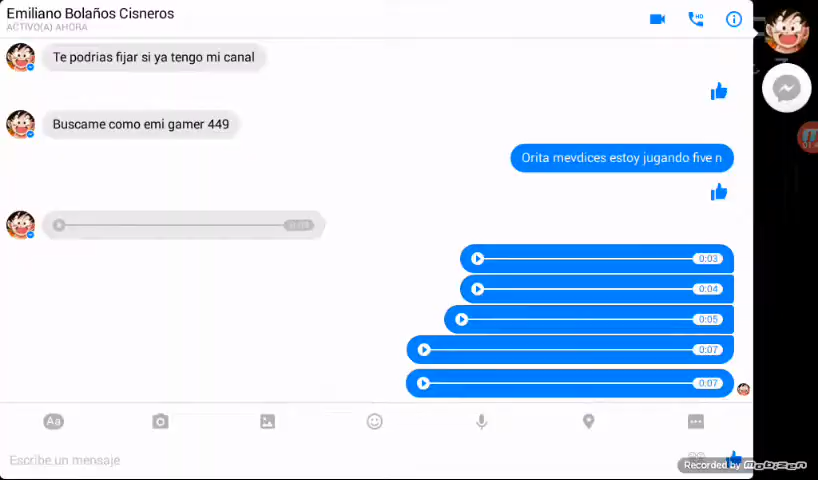 Emiliano Bolaños Cisneros
ACTIVO(A) AHORA
Te podrias fijar si ya tengo mi canal
Buscame como emi gamer 449
Orita mevdices estoy jugando five n
0:03
0:04
0:05
0:07
0:07
Aa
Escribe un mensaje
Recorded by Mobizen